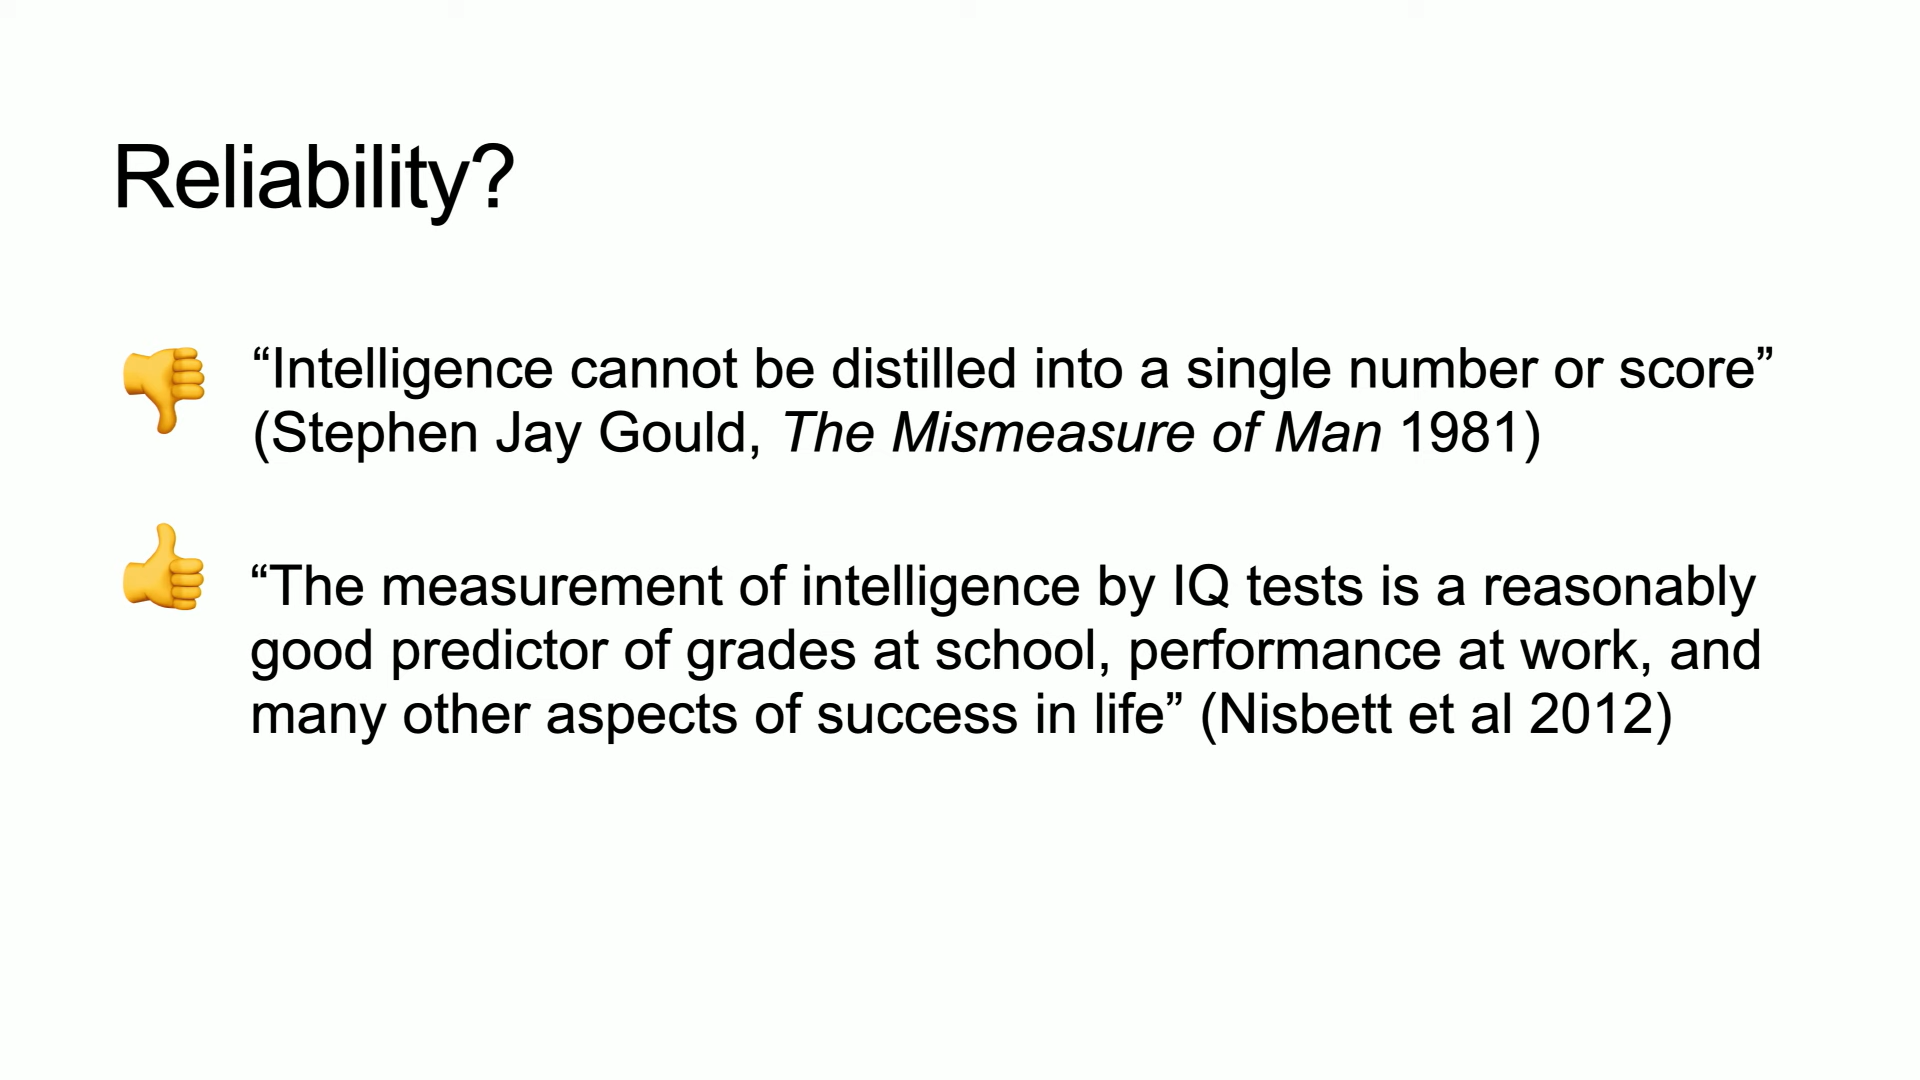 Reliability?
“Intelligence cannot be distilled into a single number or score”
(Stephen Jay Gould, The Mismeasure of Man 1981)
“The measurement of intelligence by IQ tests is a reasonably
good predictor of grades at school, performance at work, and
many other aspects of success in life” (Nisbett et al 2012)